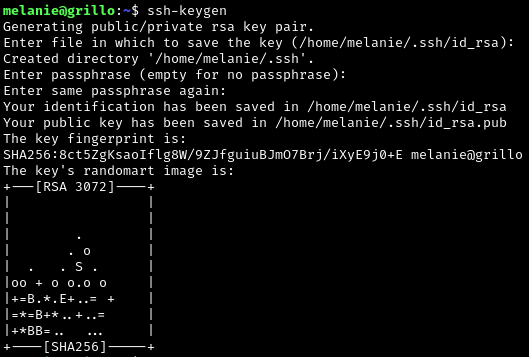 melanie@grillo:~$ ssh-keygen
Generating public/private rsa key pair.
Enter file in which to save the key (/home/melanie/.ssh/id_rsa):
Created directory '/home/melanie/.ssh'.
Enter passphrase (empty for no passphrase):
Enter same passphrase again:
Your identification has been saved in /home/melanie/.ssh/id_rsa
Your public key has been saved in /home/melanie/.ssh/id_rsa.pub
The key fingerprint is:
SHA256:8ct5ZgKsaoIflg8W/9ZJfguiuBJmO7Brj/iXyE9j0+E melanie@grillo
The key's randomart image is:
+---[RSA 3072]----+
|                 |
|                 |
|        .        |
|       . o       |
|  .   . S .      |
|oo + o o.o o     |
|+=B.*.E+..= +    |
|=*=B+*..+..=     |
|+*BB=..  ...     |
+----[SHA256]-----+